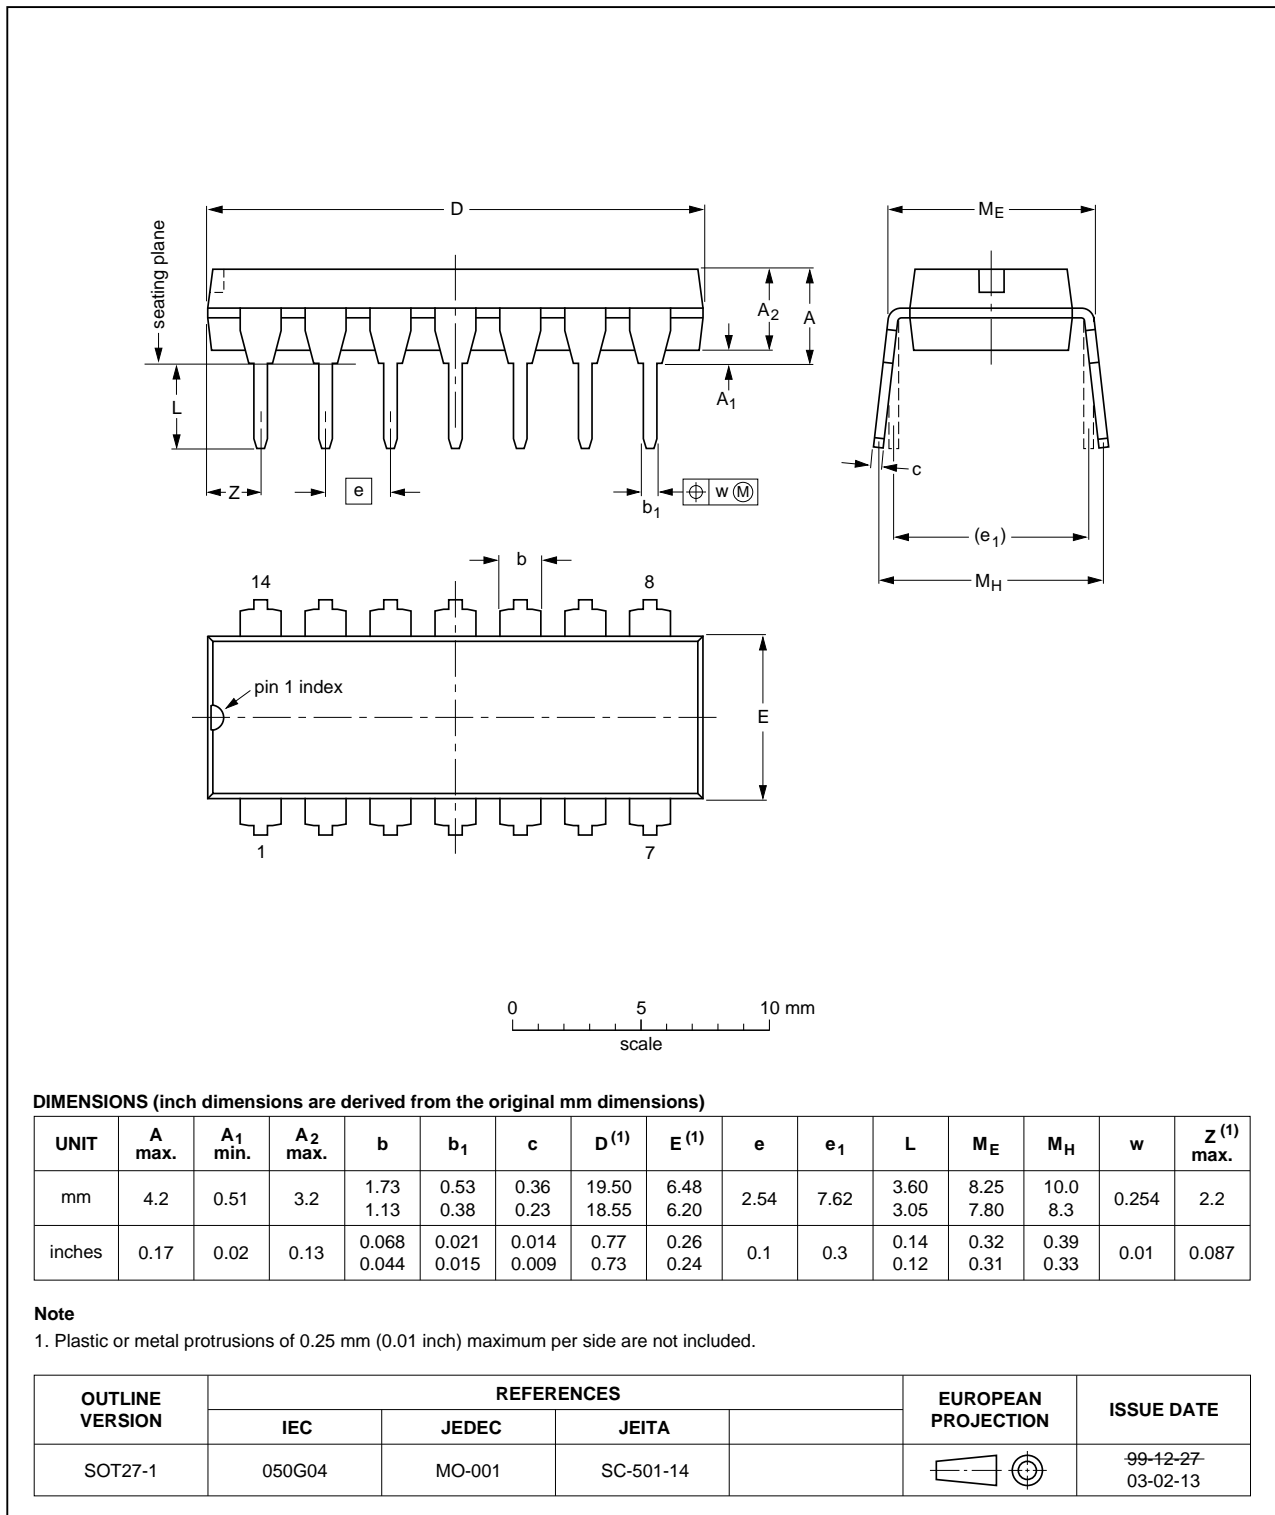 D
ME
seating plane
A2
A
A1
L
c
Z
e
b1
w M
(e1)
MH
b
14
8
pin 1 index
E
1
7
0 5 10 mm
scale
DIMENSIONS (inch dimensions are derived from the original mm dimensions)
UNIT A max. A1 min. A2 max. b b1 c D(1) E(1) e e1 L ME MH w Z(1) max.
mm 4.2 0.51 3.2 1.73 1.13 0.53 0.38 0.36 0.23 19.50 18.55 6.48 6.20 2.54 7.62 3.60 3.05 8.25 7.80 10.0 8.3 0.254 2.2
inches 0.17 0.02 0.13 0.068 0.044 0.021 0.015 0.014 0.009 0.77 0.73 0.26 0.24 0.1 0.3 0.14 0.12 0.32 0.31 0.39 0.33 0.01 0.087
Note
1. Plastic or metal protrusions of 0.25 mm (0.01 inch) maximum per side are not included.
OUTLINE VERSION REFERENCES EUROPEAN PROJECTION ISSUE DATE
IEC JEDEC JEITA
SOT27-1 050G04 MO-001 SC-501-14 99-12-27
03-02-13